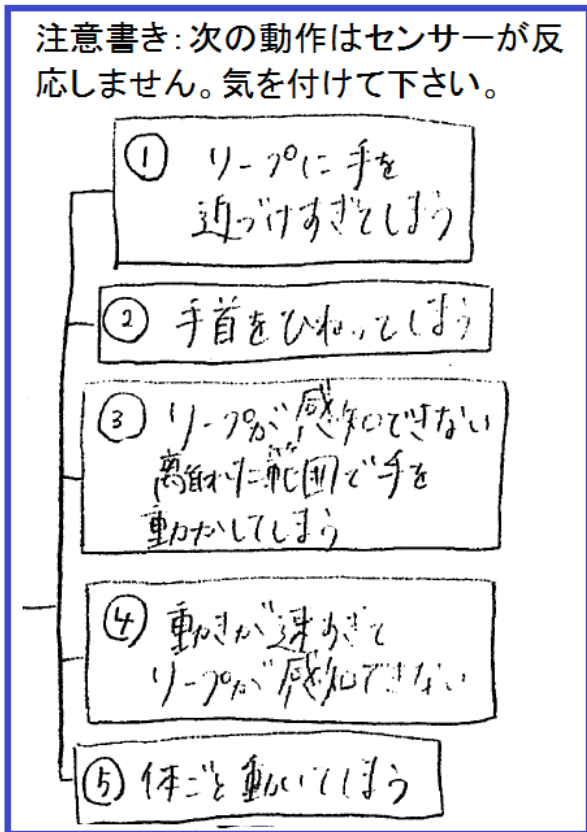 注意書き:次の動作はセンサーが反
応しません。気を付けて下さい。
① リープに手を
近づけすぎてしまう
② 手首をひねってしまう
③ リープが感知できない
離れた範囲で手を
動かしてしまう
④ 動きが速すぎて
リープが感知できない
⑤ 体ごと動いてしまう